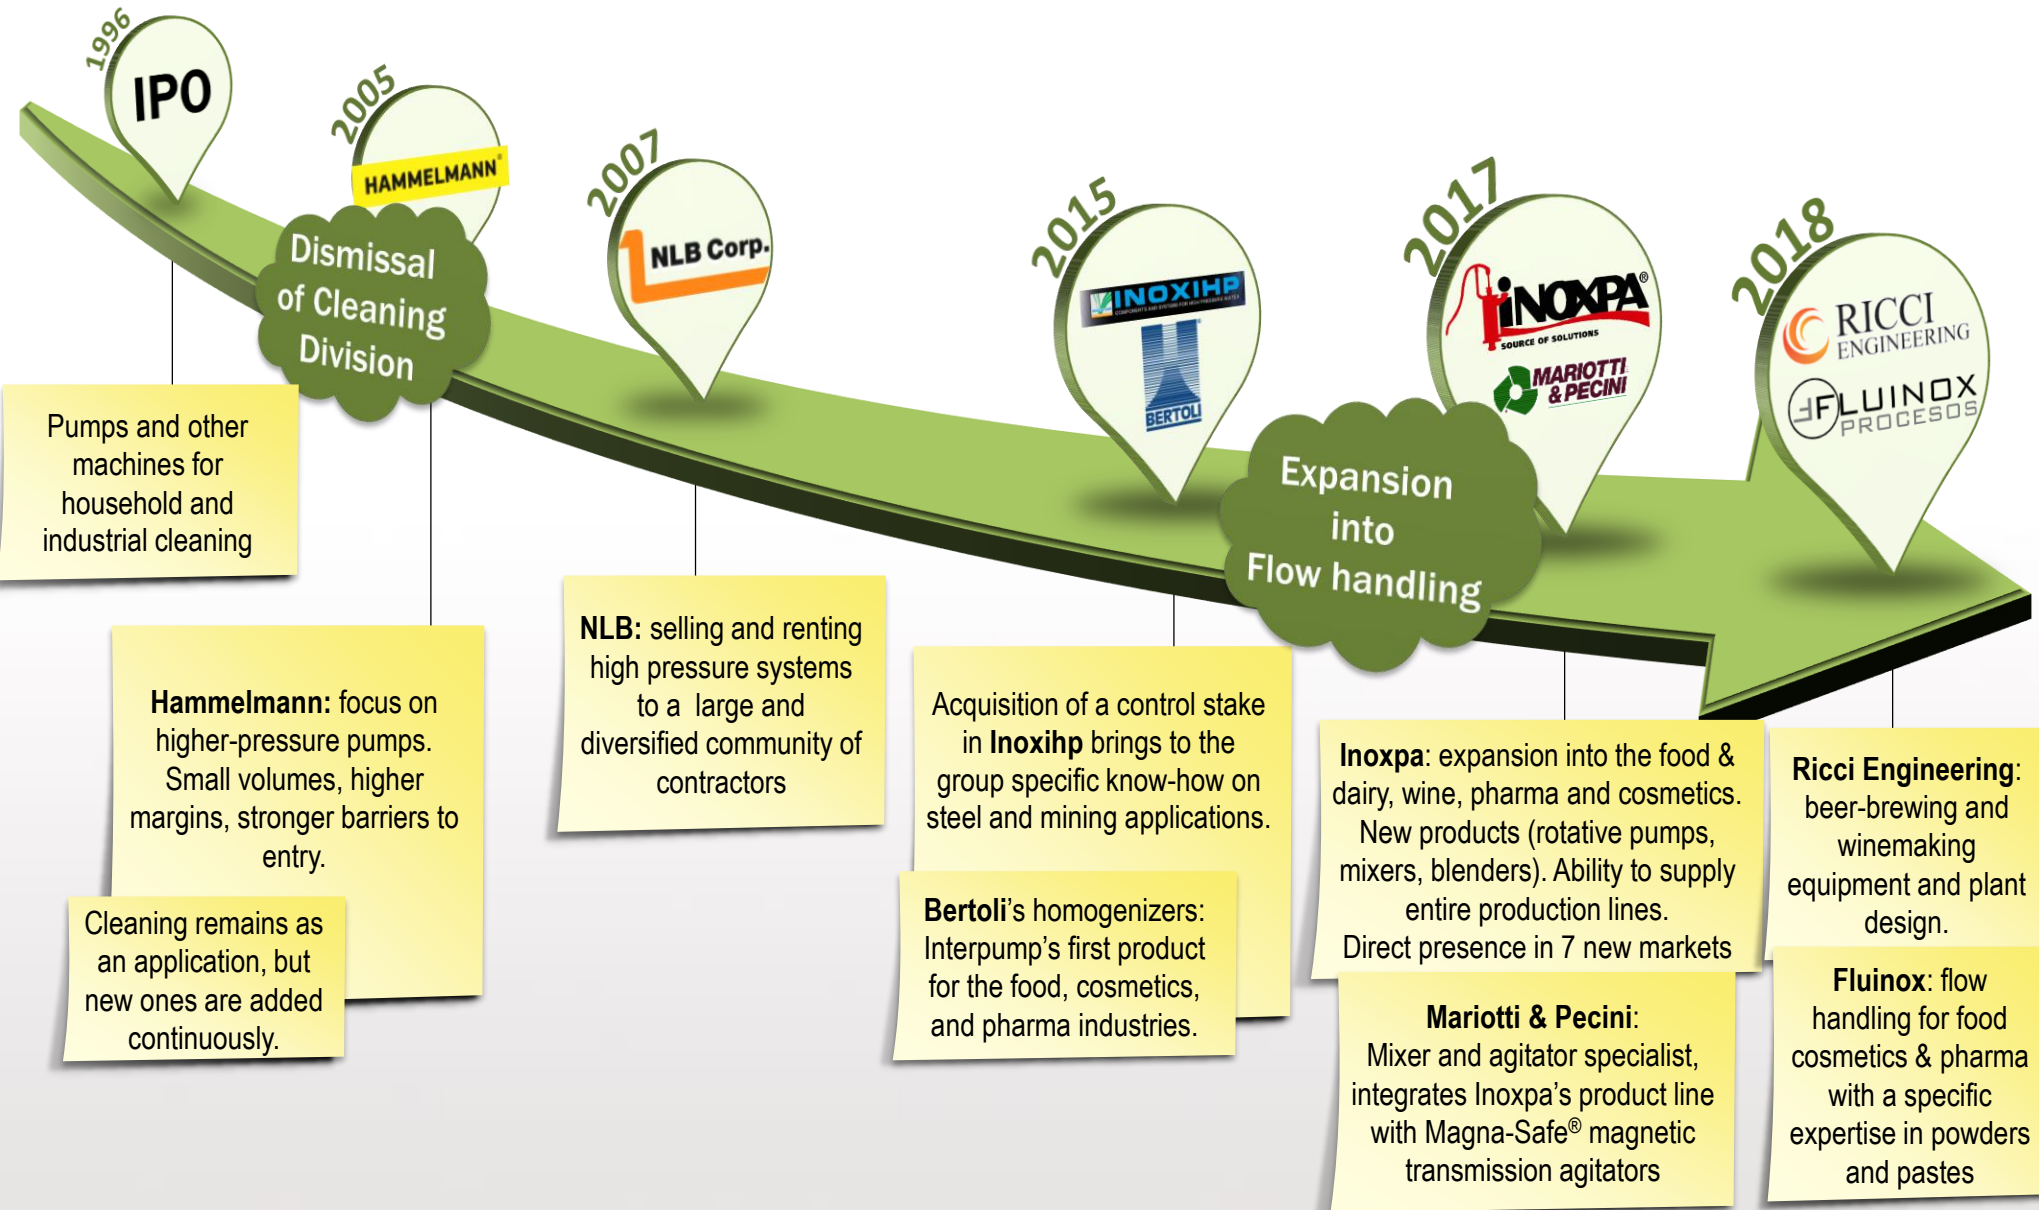 1996
IPO
2005
HAMMELMANN®
Dismissal
of Cleaning
Division
2007
NLB Corp.
2015
INOXIHP
COMPONENTS AND SYSTEMS FOR HIGH PRESSURE WATER
BERTOLI
Expansion
into
Flow handling
2017
iNOXPA®
SOURCE OF SOLUTIONS
MARIOTTI
& PECINI
2018
RICCI
ENGINEERING
FLUINOX
PROCESOS
Pumps and other
machines for
household and
industrial cleaning
Hammelmann: focus on
higher-pressure pumps.
Small volumes, higher
margins, stronger barriers to
entry.
Cleaning remains as
an application, but
new ones are added
continuously.
NLB: selling and renting
high pressure systems
to a large and
diversified community of
contractors
Acquisition of a control stake
in Inoxihp brings to the
group specific know-how on
steel and mining applications.
Bertoli’s homogenizers:
Interpump’s first product
for the food, cosmetics,
and pharma industries.
Inoxpa: expansion into the food &
dairy, wine, pharma and cosmetics.
New products (rotative pumps,
mixers, blenders). Ability to supply
entire production lines.
Direct presence in 7 new markets
Mariotti & Pecini:
Mixer and agitator specialist,
integrates Inoxpa’s product line
with Magna-Safe® magnetic
transmission agitators
Ricci Engineering:
beer-brewing and
winemaking
equipment and plant
design.
Fluinox: flow
handling for food
cosmetics & pharma
with a specific
expertise in powders
and pastes